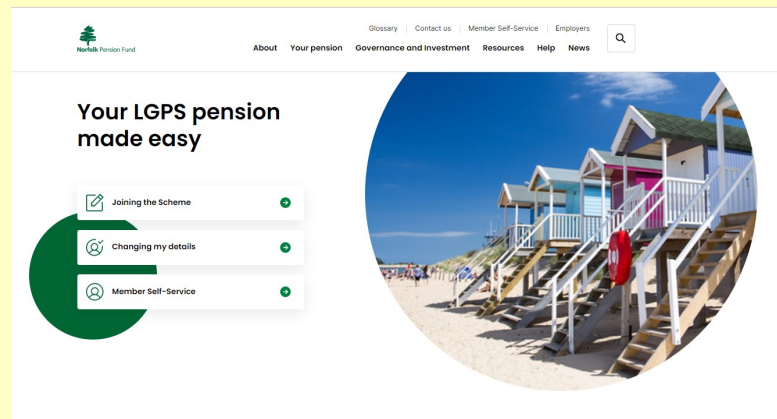 Glossary
Contact us
Member Self-Service
Employers
Norfolk Pension Fund
About
Your pension
Governance and Investment
Resources
Help
News
Your LGPS pension
made easy
Joining the Scheme
Changing my details
Member Self-Service